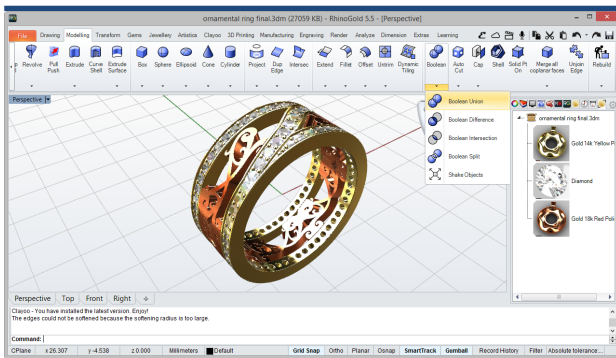 ornamental ring final.3dm (27059 KB) - RhinoGold 5.5 - [Perspective]
File Drawing Modelling Transform Gems Jewellery Artistics Clayoo 3D Printing Manufacturing Engraving Render Analyze Dimension Extras Learning
Revolve Pull Push Extrude Curve Shell Extrude Surface Box Sphere Ellipsoid Cone Cylinder Project Dup Edge Intersec Extend Fillet Offset Untrim Dynamic Tiling Boolean Auto Cut Cap Shell Solid Pt On Merge all coplanar faces Unjoin Edge Rebuild
Perspective
Boolean Union
Boolean Difference
Boolean Intersection
Boolean Split
Shake Objects
ornamental ring final.3dm
Gold 14k Yellow P
Diamond
Gold 18k Red Poli
Perspective Top Front Right
Clayoo - You have installed the latest version. Enjoy!
The edges could not be softened because the softening radius is too large.
Command:
CPlane x 26.307 y -4.538 z 0.000 Millimeters Default Grid Snap Ortho Planar Osnap SmartTrack Gumball Record History Filter Absolute tolerance:...